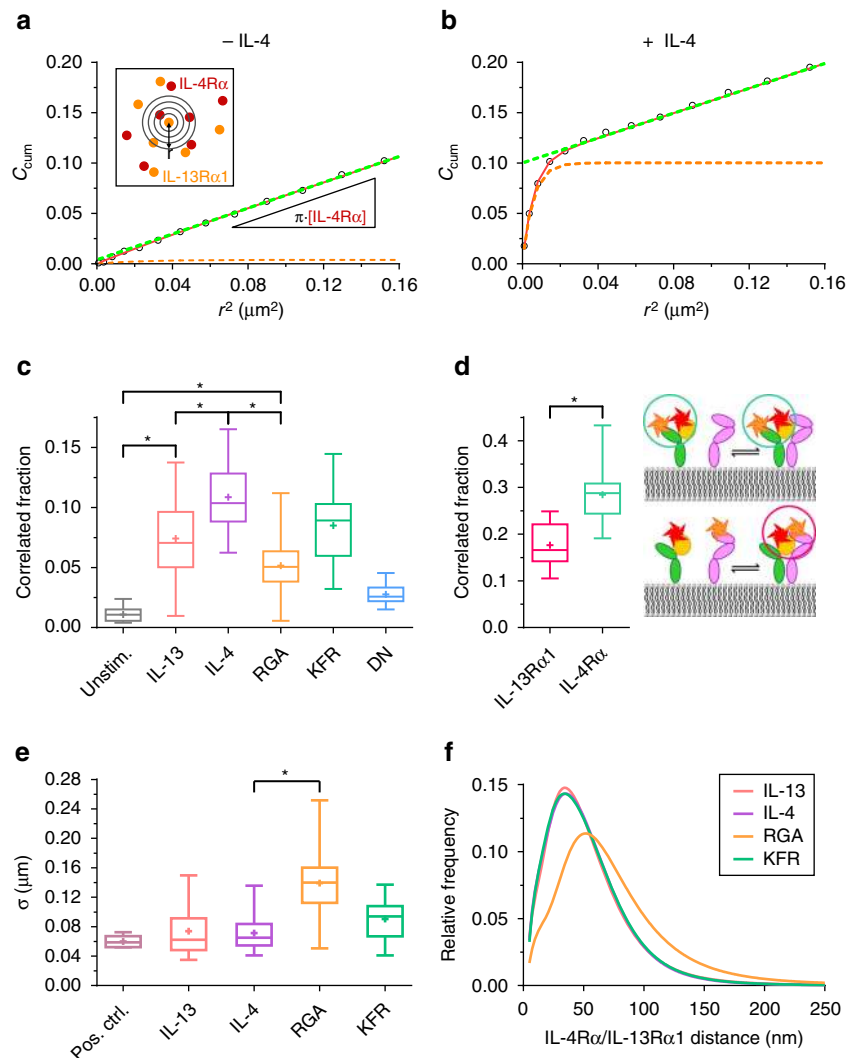 a
– IL-4
C_cum
0.20
0.15
0.10
0.05
0.00
IL-4Rα
r
IL-13Rα1
π·[IL-4Rα]
0.00 0.04 0.08 0.12 0.16
r² (μm²)
b
+ IL-4
C_cum
0.20
0.15
0.10
0.05
0.00
0.00 0.04 0.08 0.12 0.16
r² (μm²)
c
Correlated fraction
0.15
0.10
0.05
0.00
* * * *
Unstim. IL-13 IL-4 RGA KFR DN
d
Correlated fraction
0.4
0.3
0.2
0.1
0.0
*
IL-13Rα1 IL-4Rα
e
σ (μm)
0.28
0.24
0.20
0.16
0.12
0.08
0.04
0.00
*
Pos. ctrl. IL-13 IL-4 RGA KFR
f
Relative frequency
0.15
0.10
0.05
0.00
IL-13
IL-4
RGA
KFR
0 50 100 150 200 250
IL-4Rα/IL-13Rα1 distance (nm)